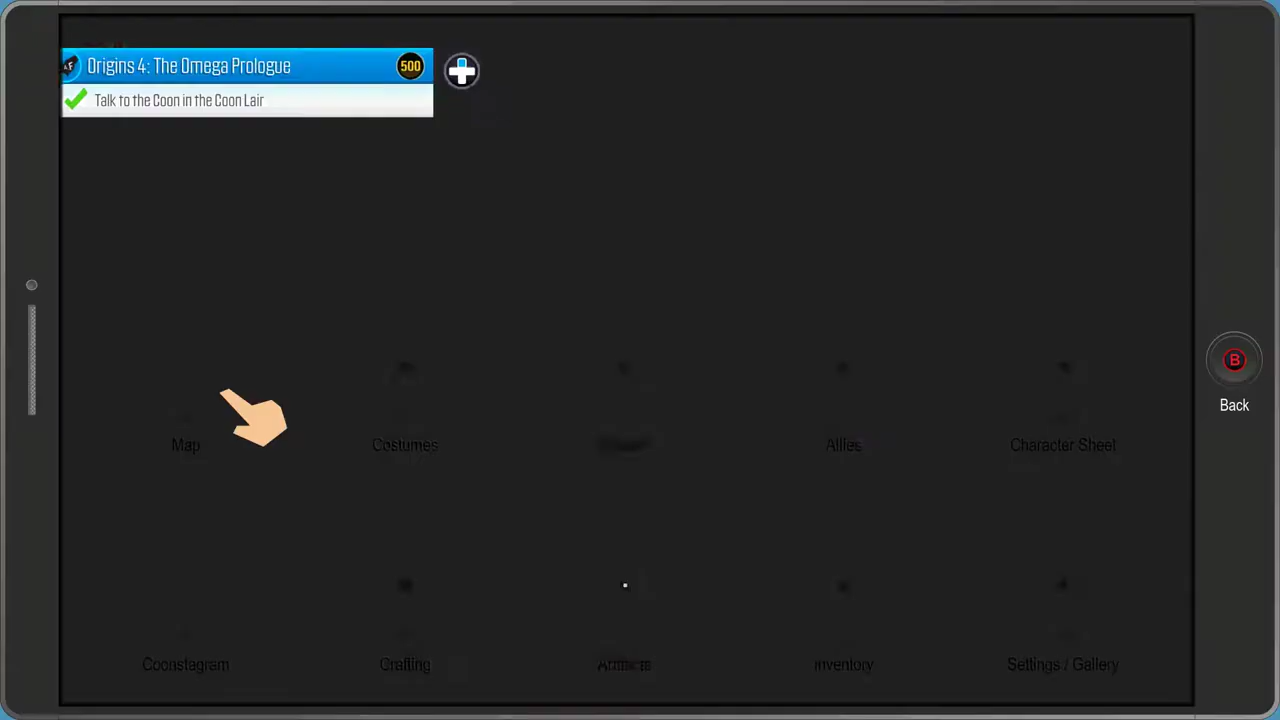 Origins 4: The Omega Prologue 500
Talk to the Coon in the Coon Lair
B
Back
Map Costumes Allies Character Sheet
Coonstagram Crafting Artifacts Inventory Settings / Gallery